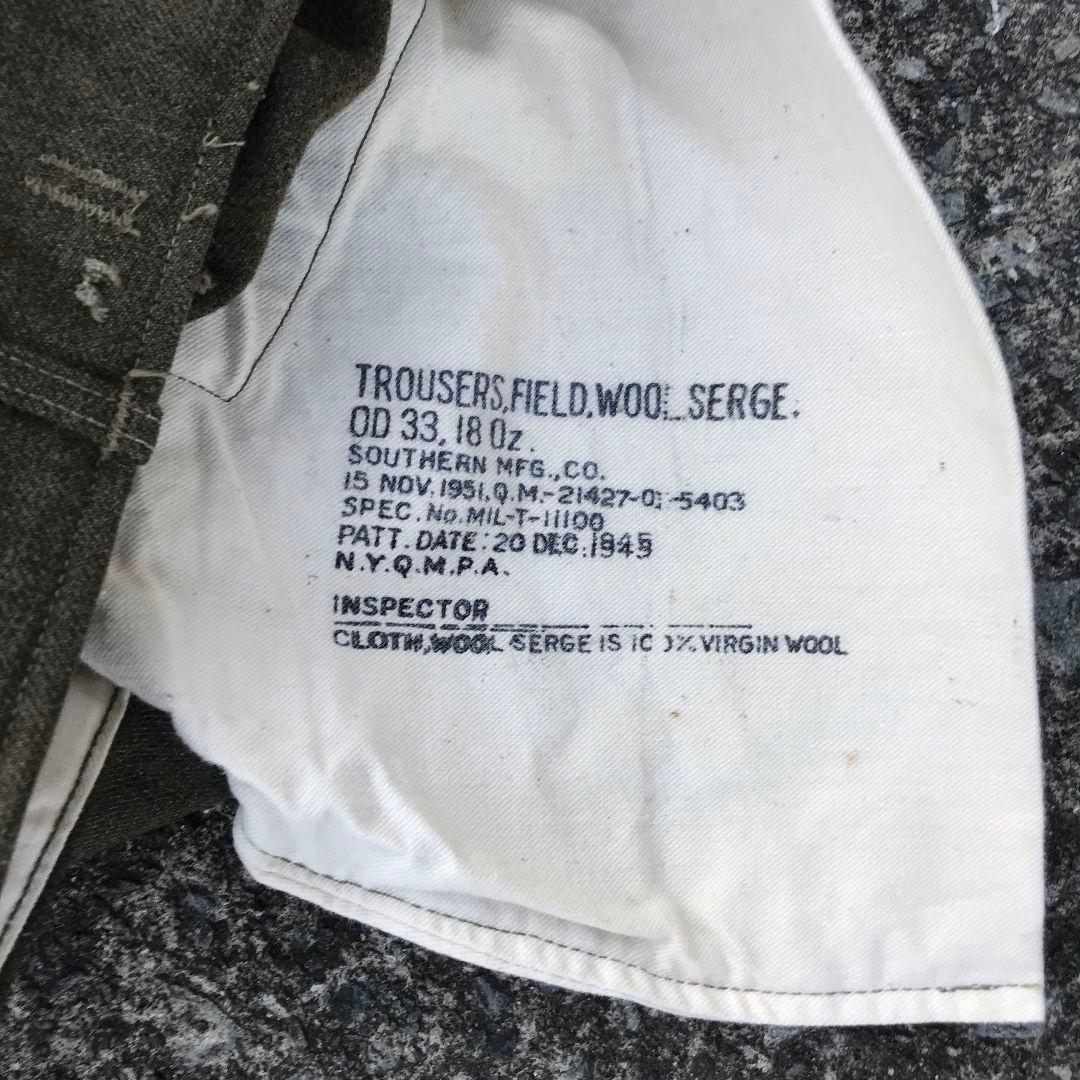 TROUSERS, FIELD, WOOL SERGE.
OD 33, 18 Oz.
SOUTHERN MFG., CO.
15 NOV. 1951, Q.M.-21427-0I-5403
SPEC. No. MIL-T-11100
PATT. DATE: 20 DEC. 1945
N.Y.Q.M.P.A.
INSPECTOR
CLOTH, WOOL SERGE IS 100% VIRGIN WOOL